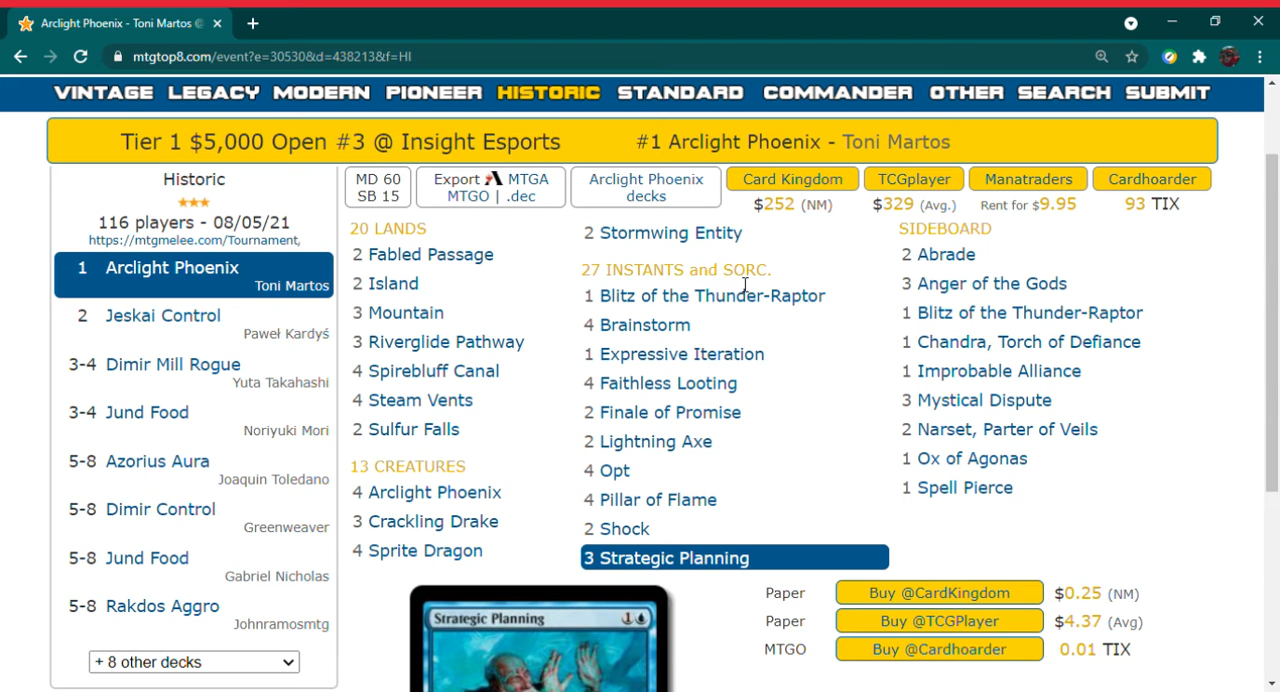 Arclight Phoenix - Toni Martos
mtgtop8.com/event?e=30530&d=438213&f=HI
VINTAGE LEGACY MODERN PIONEER HISTORIC STANDARD COMMANDER OTHER SEARCH SUBMIT
Tier 1 $5,000 Open #3 @ Insight Esports #1 Arclight Phoenix - Toni Martos
Historic
116 players - 08/05/21
https://mtgmelee.com/Tournament,
1 Arclight Phoenix
Toni Martos
2 Jeskai Control
Paweł Kardyś
3-4 Dimir Mill Rogue
Yuta Takahashi
3-4 Jund Food
Noriyuki Mori
5-8 Azorius Aura
Joaquin Toledano
5-8 Dimir Control
Greenweaver
5-8 Jund Food
Gabriel Nicholas
5-8 Rakdos Aggro
Johnramosmtg
+ 8 other decks
MD 60
SB 15
Export MTGA
MTGO | .dec
Arclight Phoenix
decks
Card Kingdom
$252 (NM)
TCGplayer
$329 (Avg.)
Manatraders
Rent for $9.95
Cardhoarder
93 TIX
20 LANDS
2 Fabled Passage
2 Island
3 Mountain
3 Riverglide Pathway
4 Spirebluff Canal
4 Steam Vents
2 Sulfur Falls
13 CREATURES
4 Arclight Phoenix
3 Crackling Drake
4 Sprite Dragon
2 Stormwing Entity
27 INSTANTS and SORC.
1 Blitz of the Thunder-Raptor
4 Brainstorm
1 Expressive Iteration
4 Faithless Looting
2 Finale of Promise
2 Lightning Axe
4 Opt
4 Pillar of Flame
2 Shock
3 Strategic Planning
SIDEBOARD
2 Abrade
3 Anger of the Gods
1 Blitz of the Thunder-Raptor
1 Chandra, Torch of Defiance
1 Improbable Alliance
3 Mystical Dispute
2 Narset, Parter of Veils
1 Ox of Agonas
1 Spell Pierce
Strategic Planning 1
Paper Buy @CardKingdom $0.25 (NM)
Paper Buy @TCGPlayer $4.37 (Avg)
MTGO Buy @Cardhoarder 0.01 TIX